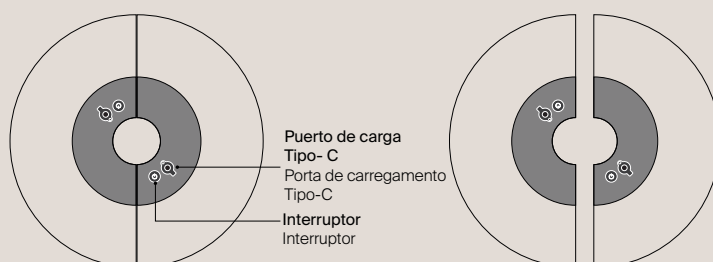 Puerto de carga
Tipo- C
Porta de carregamento
Tipo-C
Interruptor
Interruptor